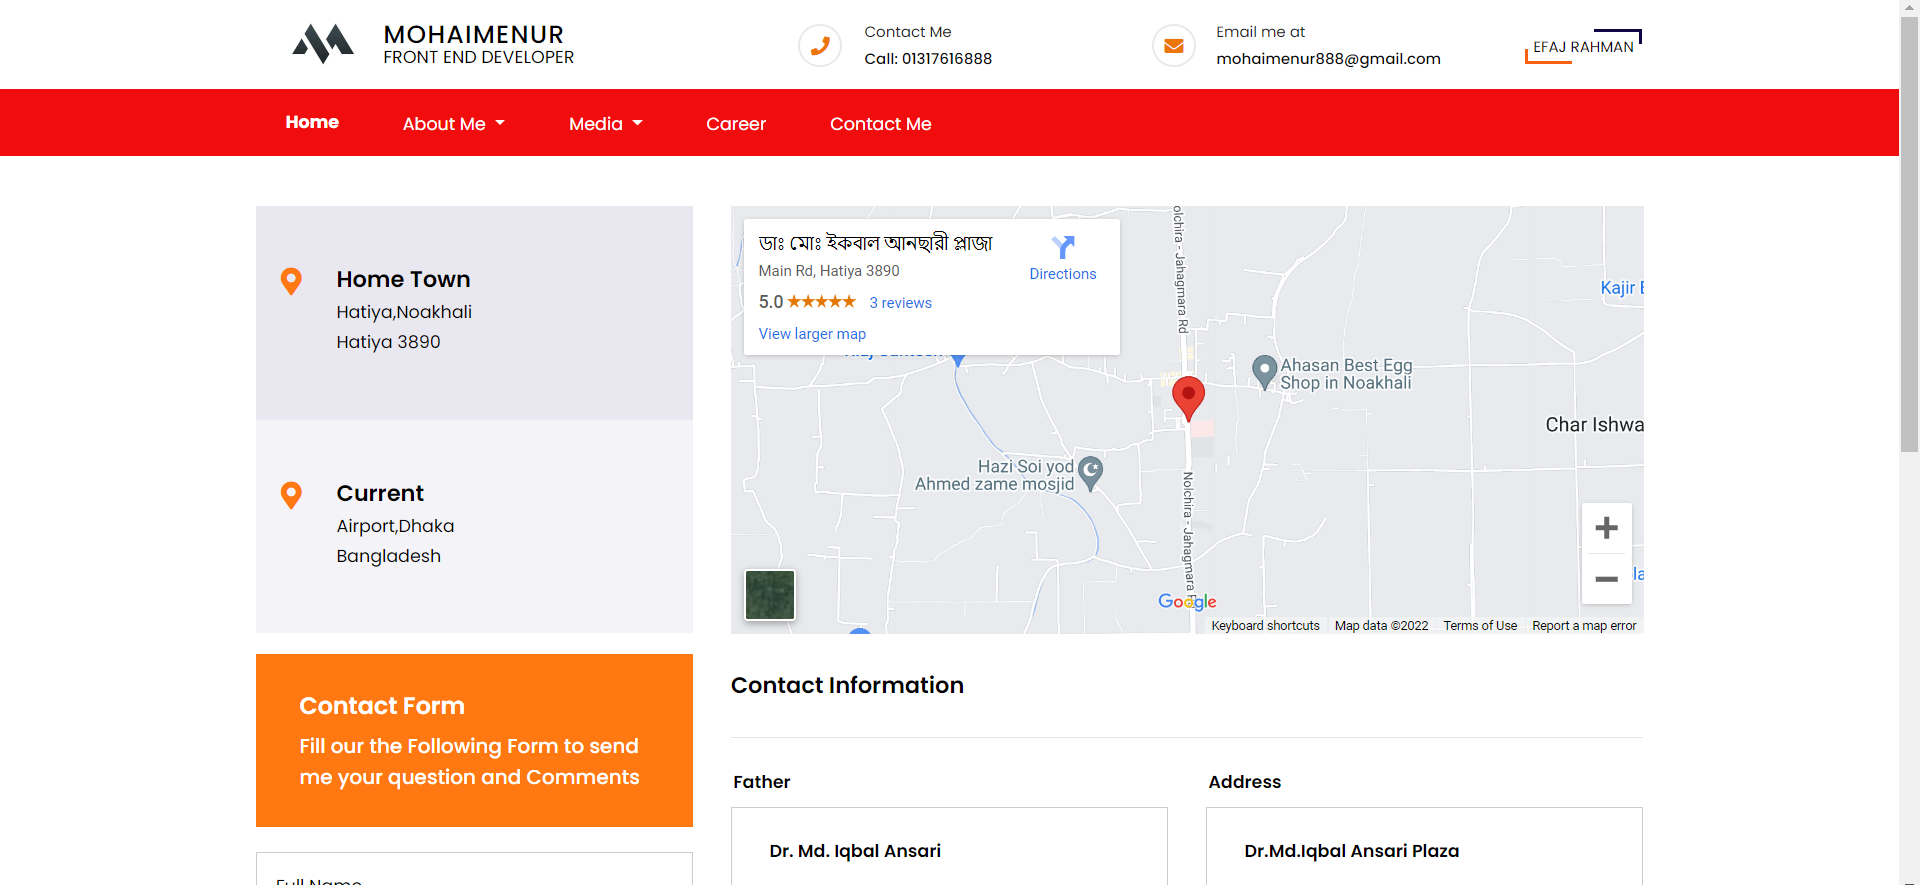 MOHAIMENUR
FRONT END DEVELOPER
Contact Me
Call: 01317616888
Email me at
mohaimenur888@gmail.com
EFAJ RAHMAN
Home
About Me
Media
Career
Contact Me
Home Town
Hatiya,Noakhali
Hatiya 3890
Current
Airport,Dhaka
Bangladesh
ডাঃ মোঃ ইকবাল আনছারী প্লাজা
Main Rd, Hatiya 3890
5.0
3 reviews
View larger map
Directions
olchira - Jahagmara Rd
Kajir
Ahasan Best Egg
Shop in Noakhali
Char Ishwa
Hazi Soi yod
Ahmed zame mosjid
Nolchira - Jahagmara
Google
Keyboard shortcuts
Map data ©2022
Terms of Use
Report a map error
Contact Form
Fill our the Following Form to send
me your question and Comments
Full Name
Contact Information
Father
Dr. Md. Iqbal Ansari
Address
Dr.Md.Iqbal Ansari Plaza